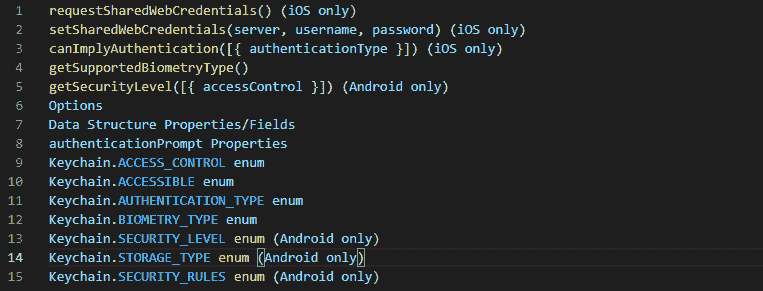 1 requestSharedWebCredentials() (iOS only)
2 setSharedWebCredentials(server, username, password) (iOS only)
3 canImplyAuthentication([{ authenticationType }]) (iOS only)
4 getSupportedBiometryType()
5 getSecurityLevel([{ accessControl }]) (Android only)
6 Options
7 Data Structure Properties/Fields
8 authenticationPrompt Properties
9 Keychain.ACCESS_CONTROL enum
10 Keychain.ACCESSIBLE enum
11 Keychain.AUTHENTICATION_TYPE enum
12 Keychain.BIOMETRY_TYPE enum
13 Keychain.SECURITY_LEVEL enum (Android only)
14 Keychain.STORAGE_TYPE enum (Android only)
15 Keychain.SECURITY_RULES enum (Android only)